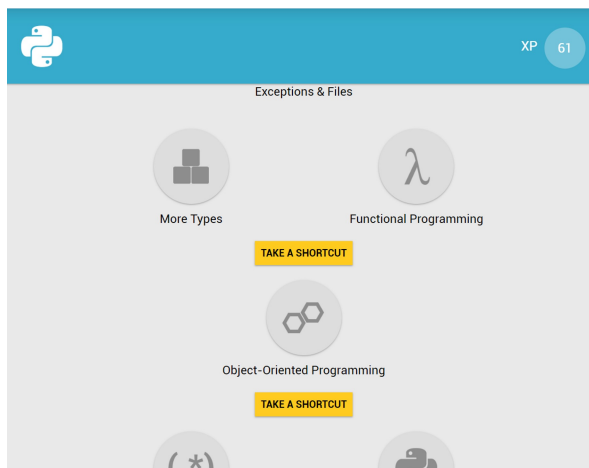 XP 61
Exceptions & Files
More Types Functional Programming
TAKE A SHORTCUT
Object-Oriented Programming
TAKE A SHORTCUT
(.*)